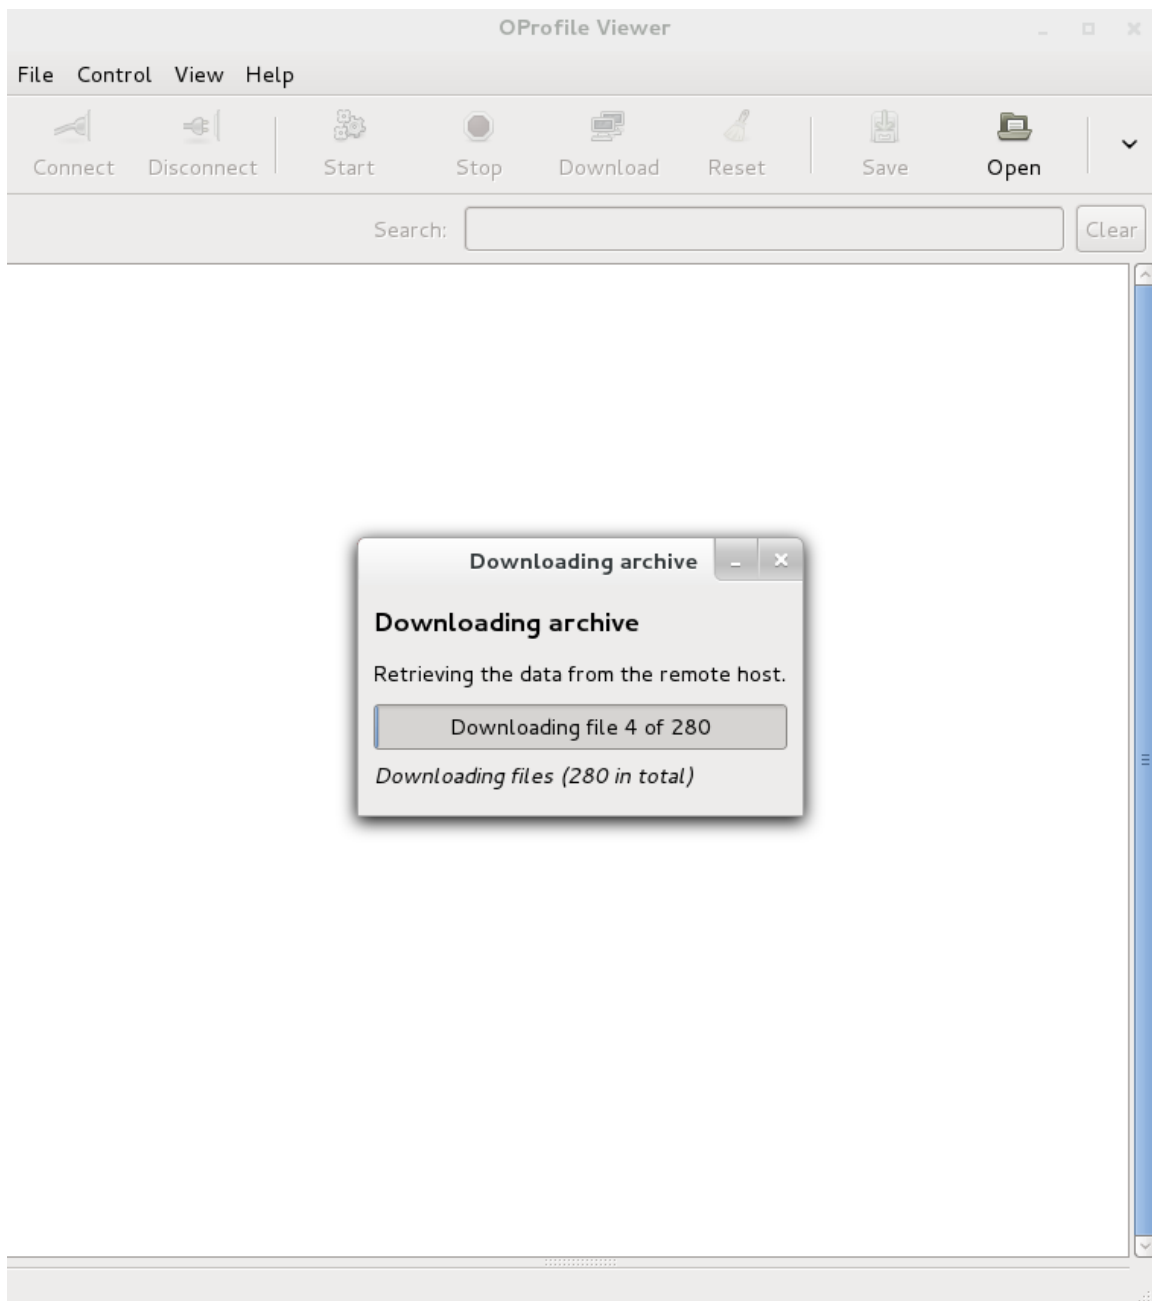 OProfile Viewer
File Control View Help
Connect Disconnect Start Stop Download Reset Save Open
Search: Clear
Downloading archive
Downloading archive
Retrieving the data from the remote host.
Downloading file 4 of 280
Downloading files (280 in total)